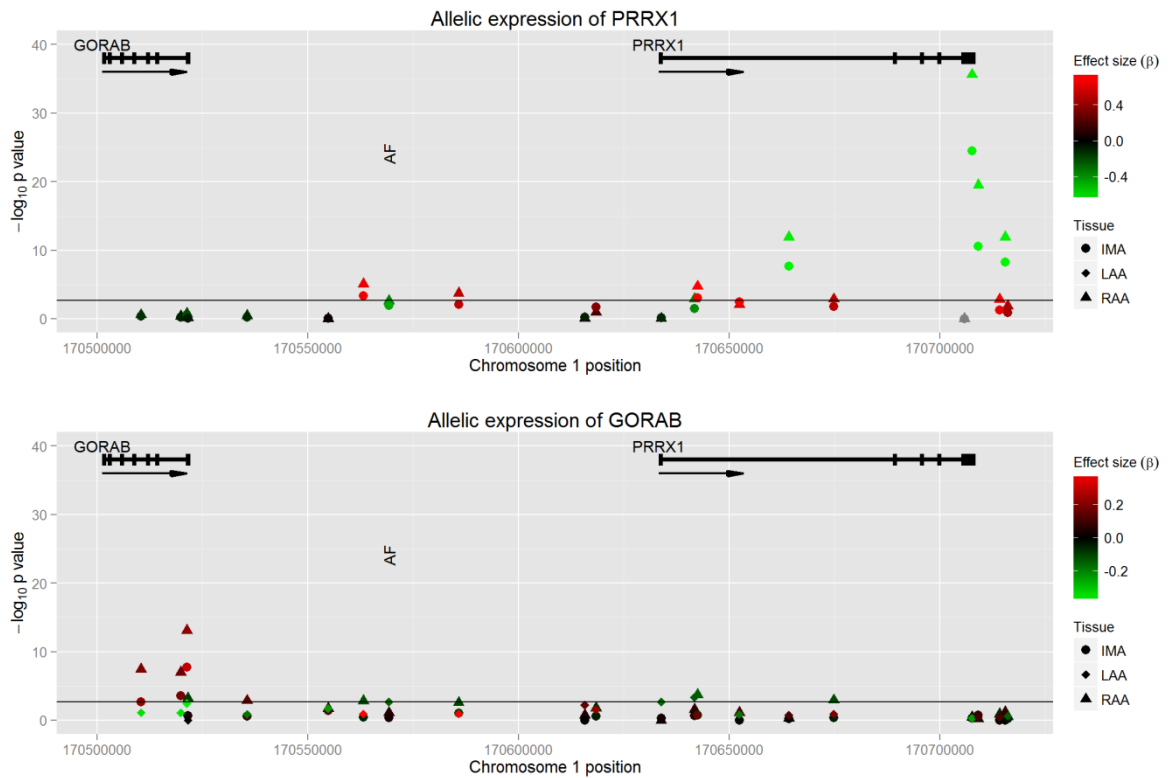 Allelic expression of PRRX1
GORAB
PRRX1
AF
40
30
20
10
0
−log10 p value
170500000
170550000
170600000
170650000
170700000
Chromosome 1 position
Effect size (β)
0.4
0.0
-0.4
Tissue
IMA
LAA
RAA
Allelic expression of GORAB
GORAB
PRRX1
AF
40
30
20
10
0
−log10 p value
170500000
170550000
170600000
170650000
170700000
Chromosome 1 position
Effect size (β)
0.2
0.0
-0.2
Tissue
IMA
LAA
RAA